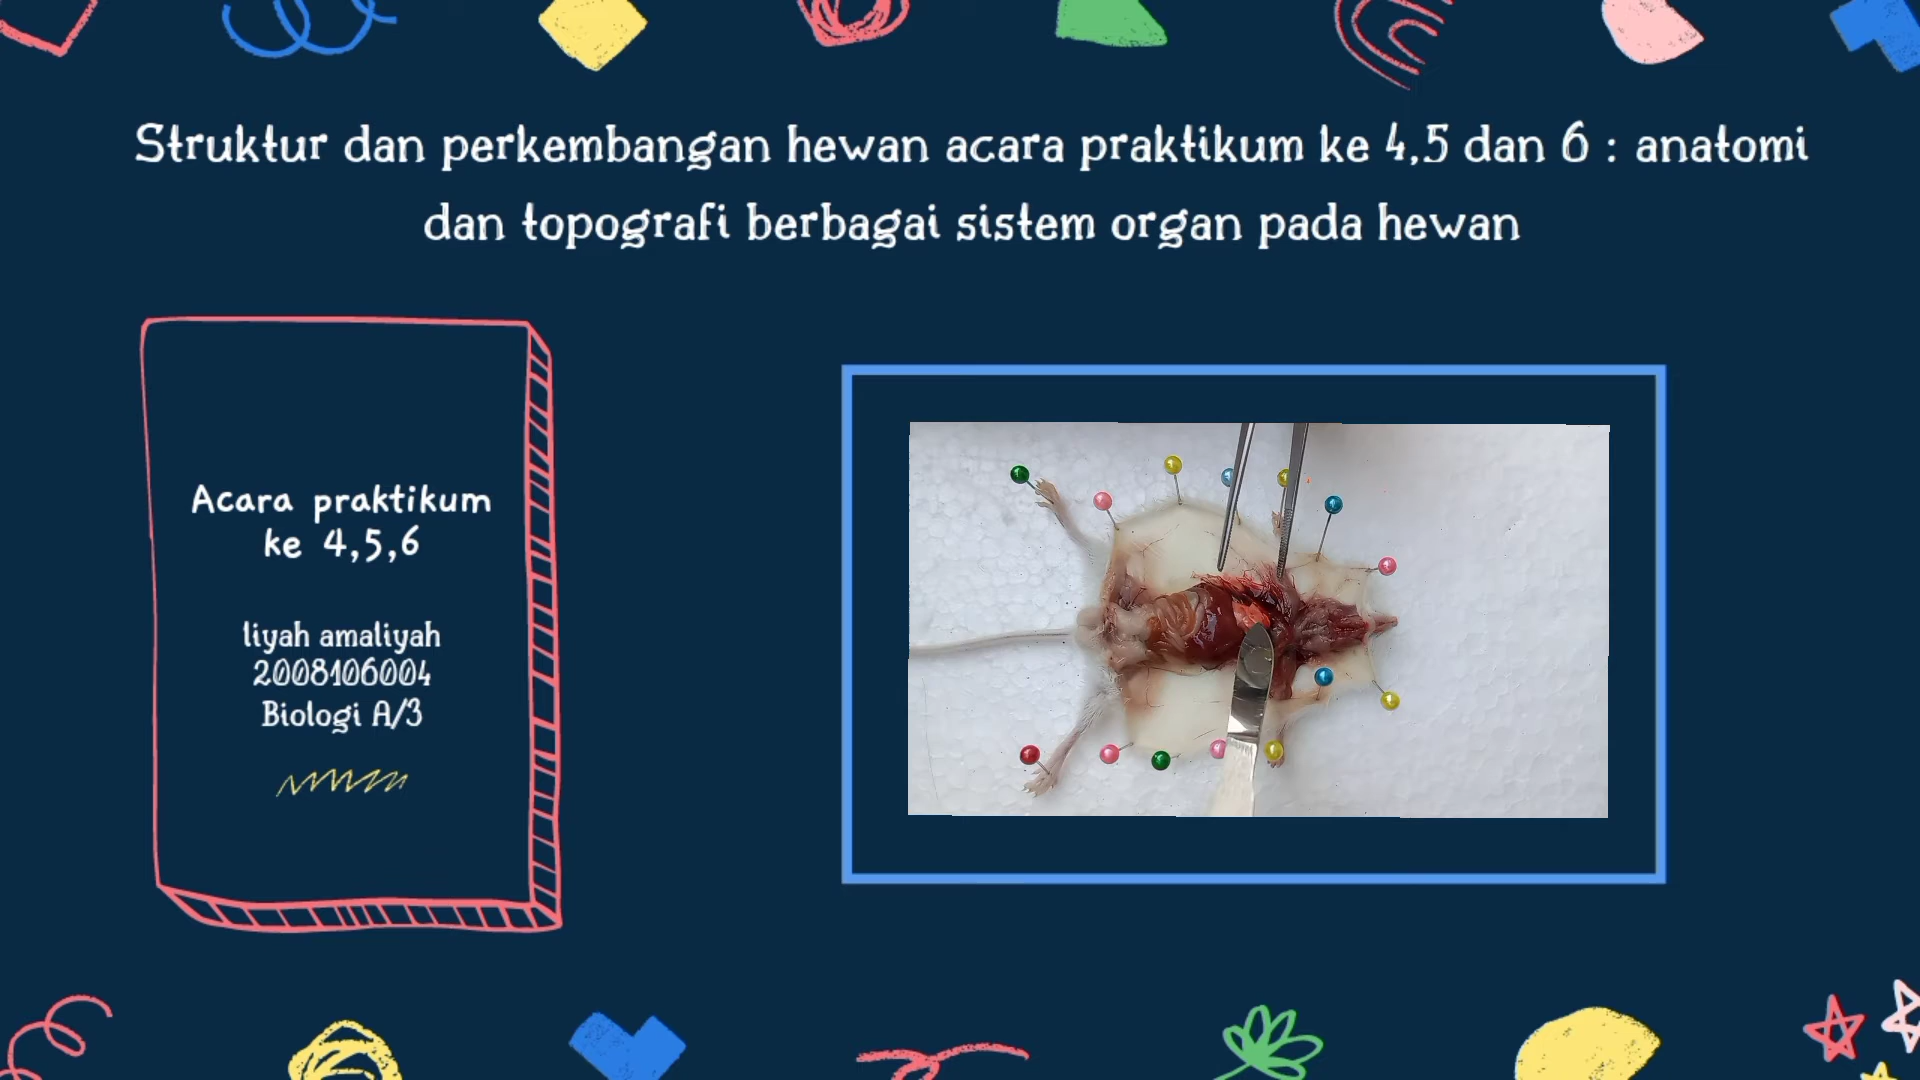 Struktur dan perkembangan hewan acara praktikum ke 4,5 dan 6 : anatomi
dan topografi berbagai sistem organ pada hewan
Acara praktikum
ke 4,5,6
liyah amaliyah
2008106004
Biologi A/3